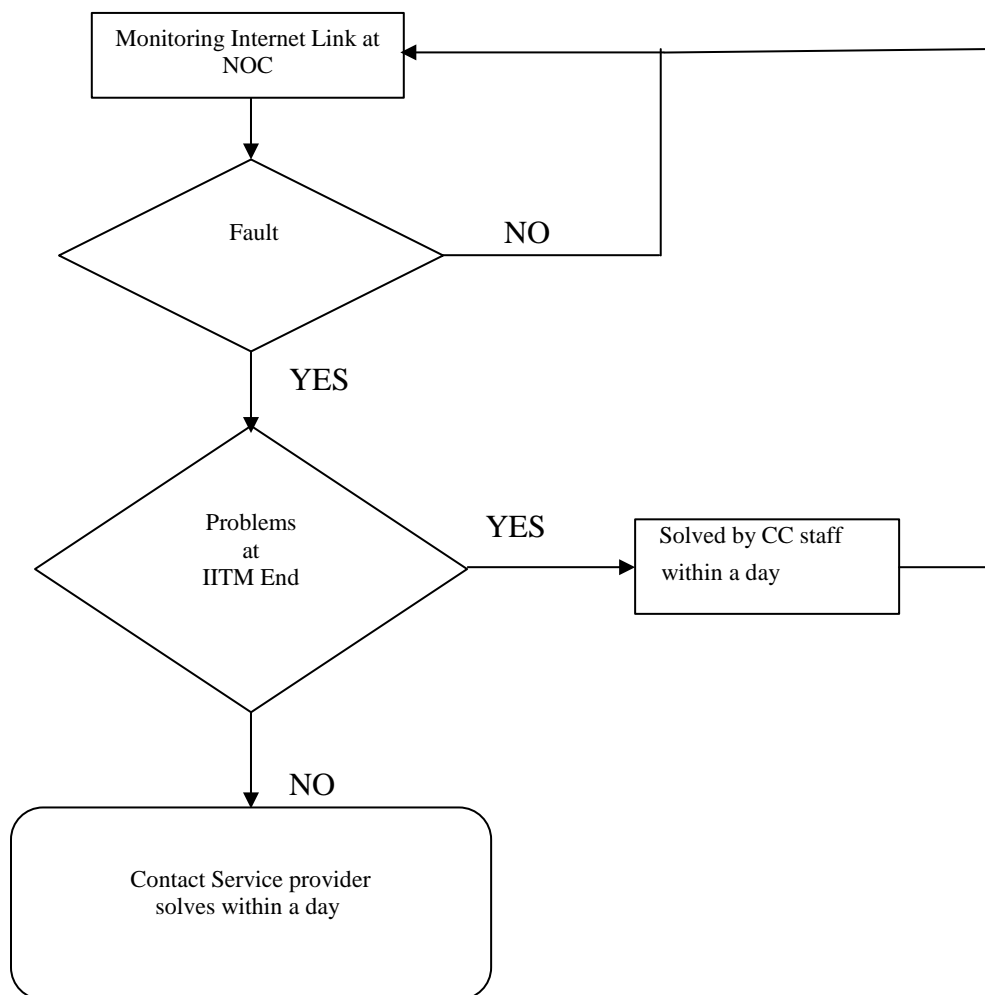 Monitoring Internet Link at
NOC
Fault
NO
YES
Problems
at
IITM End
YES
Solved by CC staff
within a day
NO
Contact Service provider
solves within a day